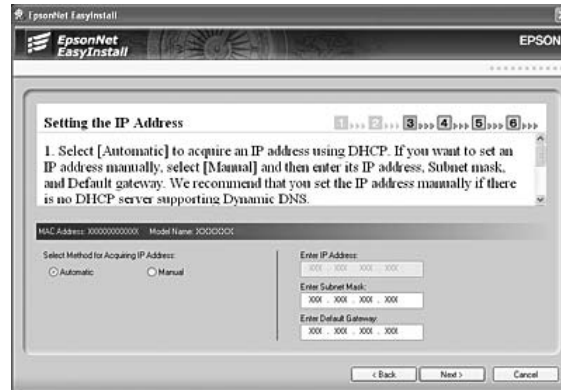 EpsonNet EasyInstall
EpsonNet
EasyInstall
EPSON
Setting the IP Address
1 2 3 4 5 6
1. Select [Automatic] to acquire an IP address using DHCP. If you want to set an
IP address manually, select [Manual] and then enter its IP address, Subnet mask,
and Default gateway. We recommend that you set the IP address manually if there
is no DHCP server supporting Dynamic DNS.
MAC Address: XXXXXXXXXXXX Model Name: XXXXXXX
Select Method for Acquiring IP Address:
Automatic
Manual
Enter IP Address:
XXX . XXX . XXX . XXX
Enter Subnet Mask:
XXX . XXX . XXX . XXX
Enter Default Gateway:
XXX . XXX . XXX . XXX
< Back
Next >
Cancel